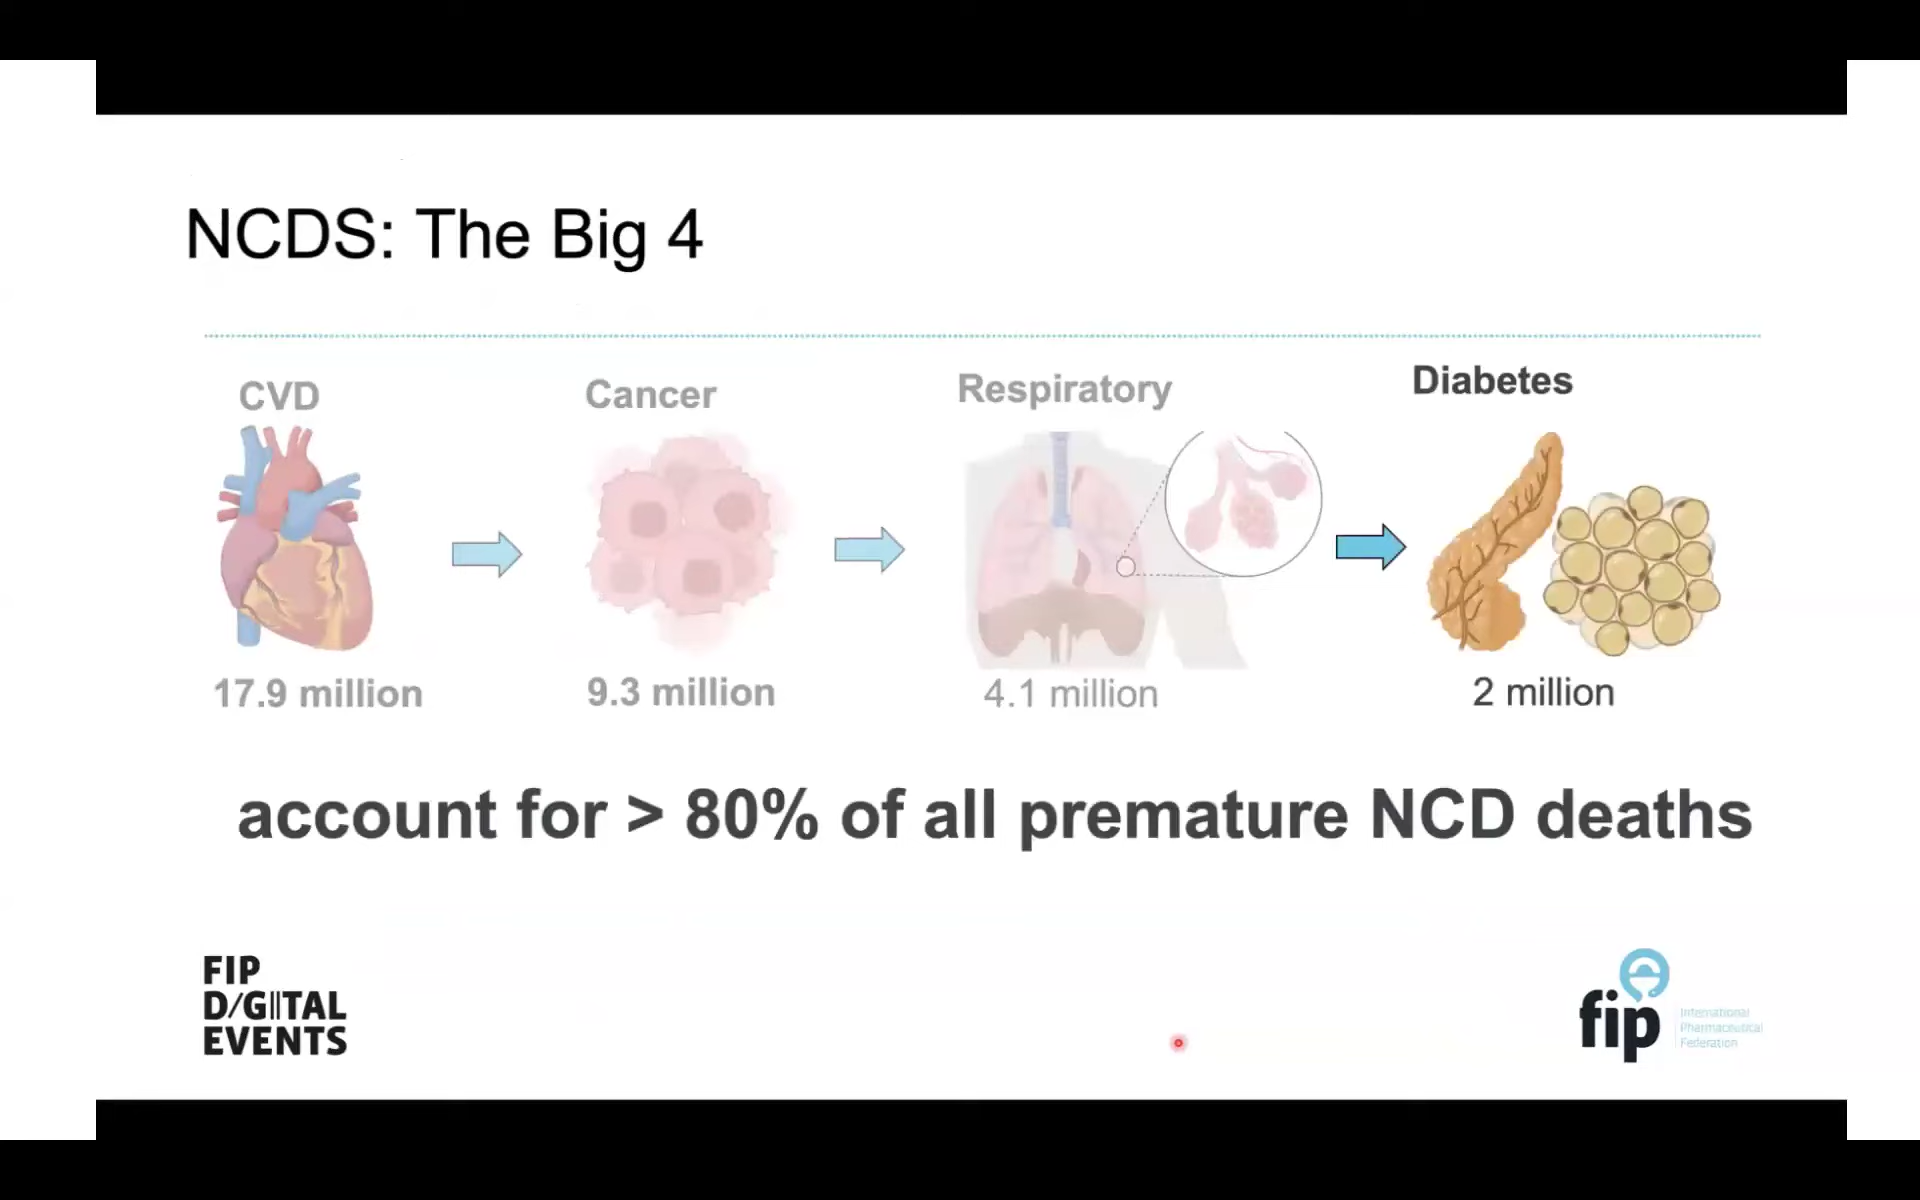 NCDS: The Big 4
CVD
Cancer
Respiratory
Diabetes
17.9 million
9.3 million
4.1 million
2 million
account for > 80% of all premature NCD deaths
FIP
D/GITAL
EVENTS
fip
International
Pharmaceutical
Federation